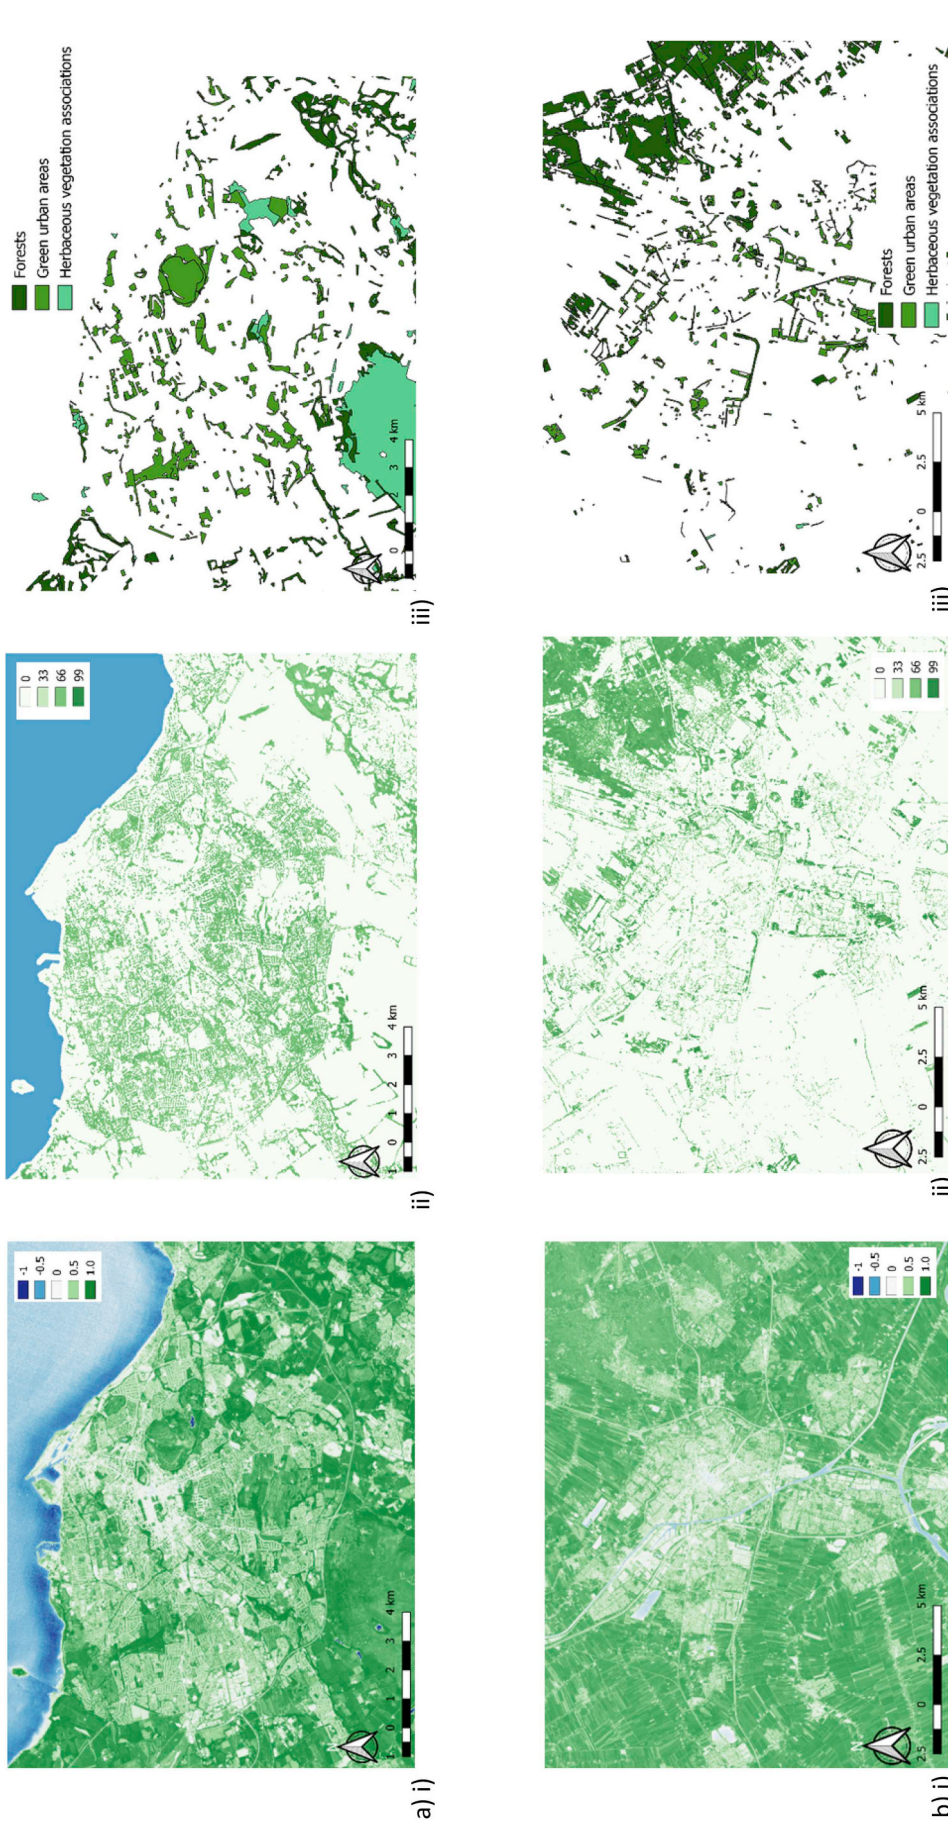 a) i)
-1
-0.5
0
0.5
1.0
1 0 1 2 3 4 km
ii)
0
33
66
99
1 0 1 2 3 4 km
iii)
Forests
Green urban areas
Herbaceous vegetation associations
0 3 4 km
b) i)
-1
-0.5
0
0.5
1.0
2.5 0 2.5 5 km
ii)
0
33
66
99
2.5 0 2.5 5 km
iii)
Forests
Green urban areas
Herbaceous vegetation associations
2.5 0 2.5 5 km